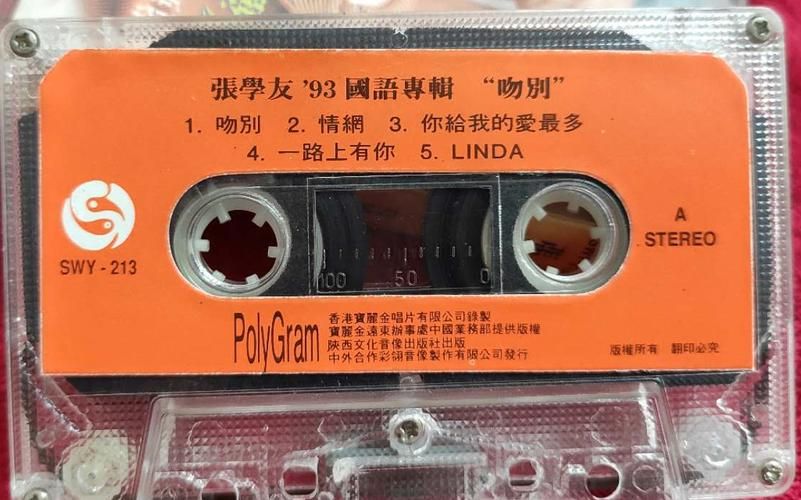 張學友 '93 國語專輯 “吻別”
1. 吻別 2. 情網 3. 你給我的愛最多
4. 一路上有你 5. LINDA
A
STEREO
SWY - 213
100 50 0
PolyGram
香港寶麗金唱片有限公司錄製
寶麗金遠東辦事處中國業務部提供版權
陝西文化音像出版社出版
中外合作彩翎音像製作有限公司發行
版權所有 翻印必究